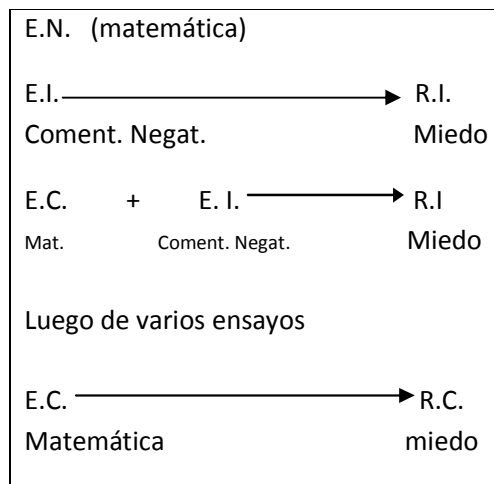 E.N. (matemática)
E.I. R.I.
Coment. Negat. Miedo
E.C. + E. I. R.I
Mat. Coment. Negat. Miedo
Luego de varios ensayos
E.C. R.C.
Matemática miedo